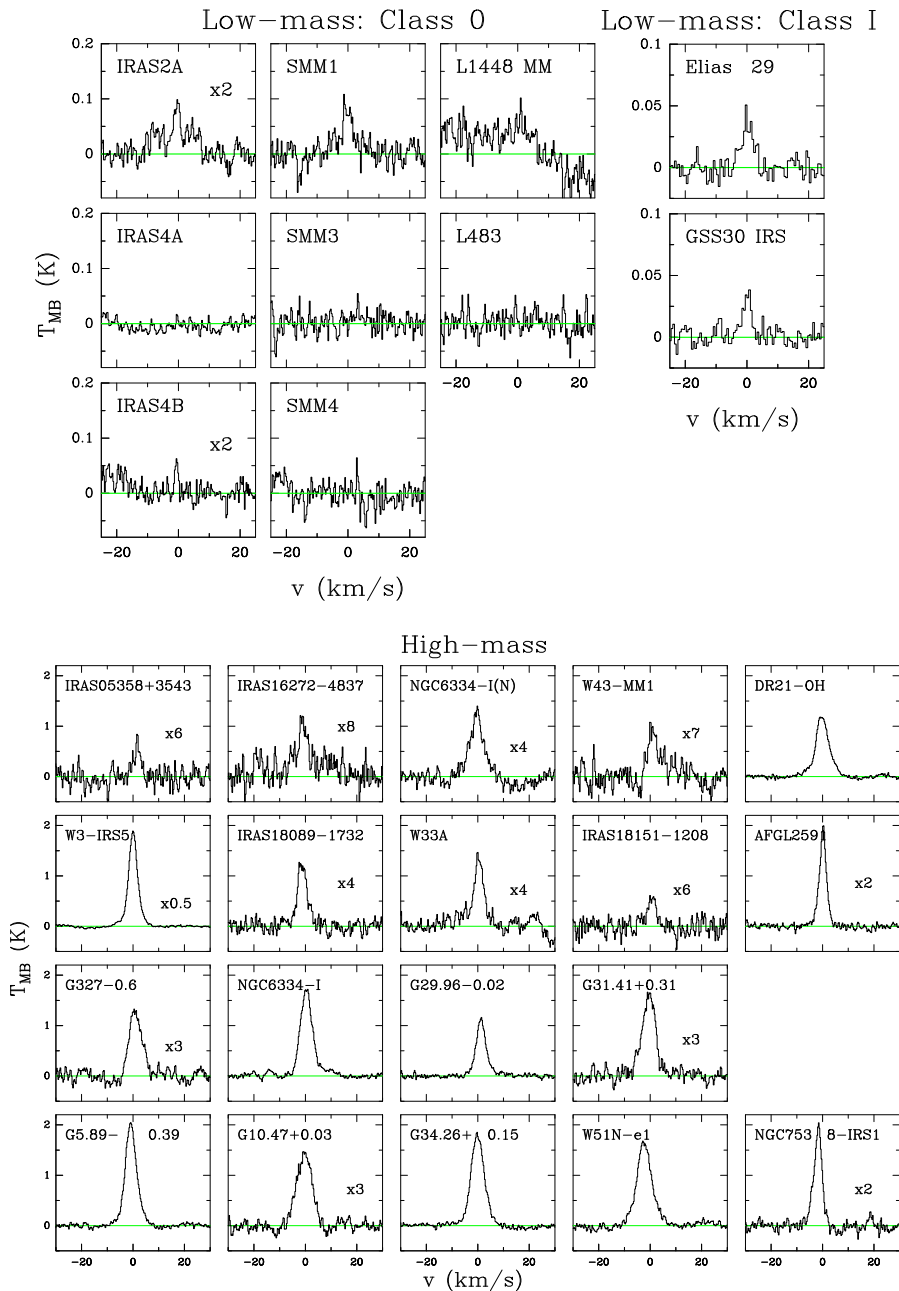 Low-mass: Class 0
Low-mass: Class I
0.2
0.1
0
IRAS2A
x2
SMM1
L1448 MM
0.1
0.05
0
Elias 29
T_MB (K)
0.2
0.1
0
IRAS4A
SMM3
L483
-20 0 20
0.1
0.05
0
GSS30 IRS
-20 0 20
v (km/s)
0.2
0.1
0
IRAS4B
x2
SMM4
-20 0 20
-20 0 20
v (km/s)
High-mass
2
1
0
IRAS05358+3543
x6
IRAS16272-4837
x8
NGC6334-I(N)
x4
W43-MM1
x7
DR21-OH
T_MB (K)
2
1
0
W3-IRS5
x0.5
IRAS18089-1732
x4
W33A
x4
IRAS18151-1208
x6
AFGL2591
x2
2
1
0
G327-0.6
x3
NGC6334-I
G29.96-0.02
G31.41+0.31
x3
2
1
0
G5.89- 0.39
G10.47+0.03
x3
G34.26+ 0.15
W51N-e1
NGC753 8-IRS1
x2
-20 0 20
-20 0 20
-20 0 20
-20 0 20
-20 0 20
v (km/s)